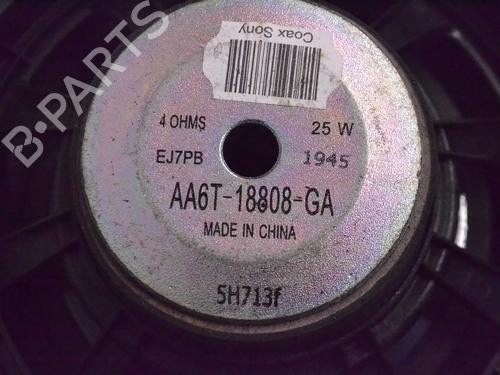 Coax Sony
4 OHMS 25 W
EJ7PB 1945
AA6T-18808-GA
MADE IN CHINA
5H713f
B-PARTS